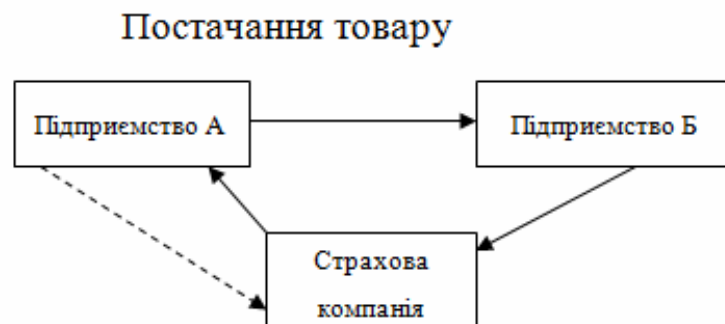 Постачання товару
Підприємство А
Підприємство Б
Страхова
компанія